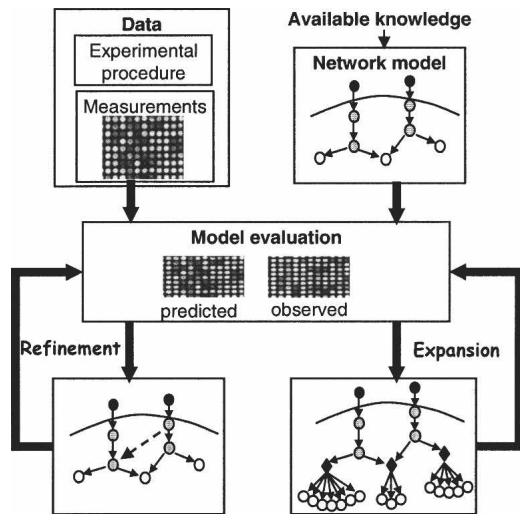 Data
Experimental
procedure
Measurements
Available knowledge
Network model
Model evaluation
predicted
observed
Refinement
Expansion